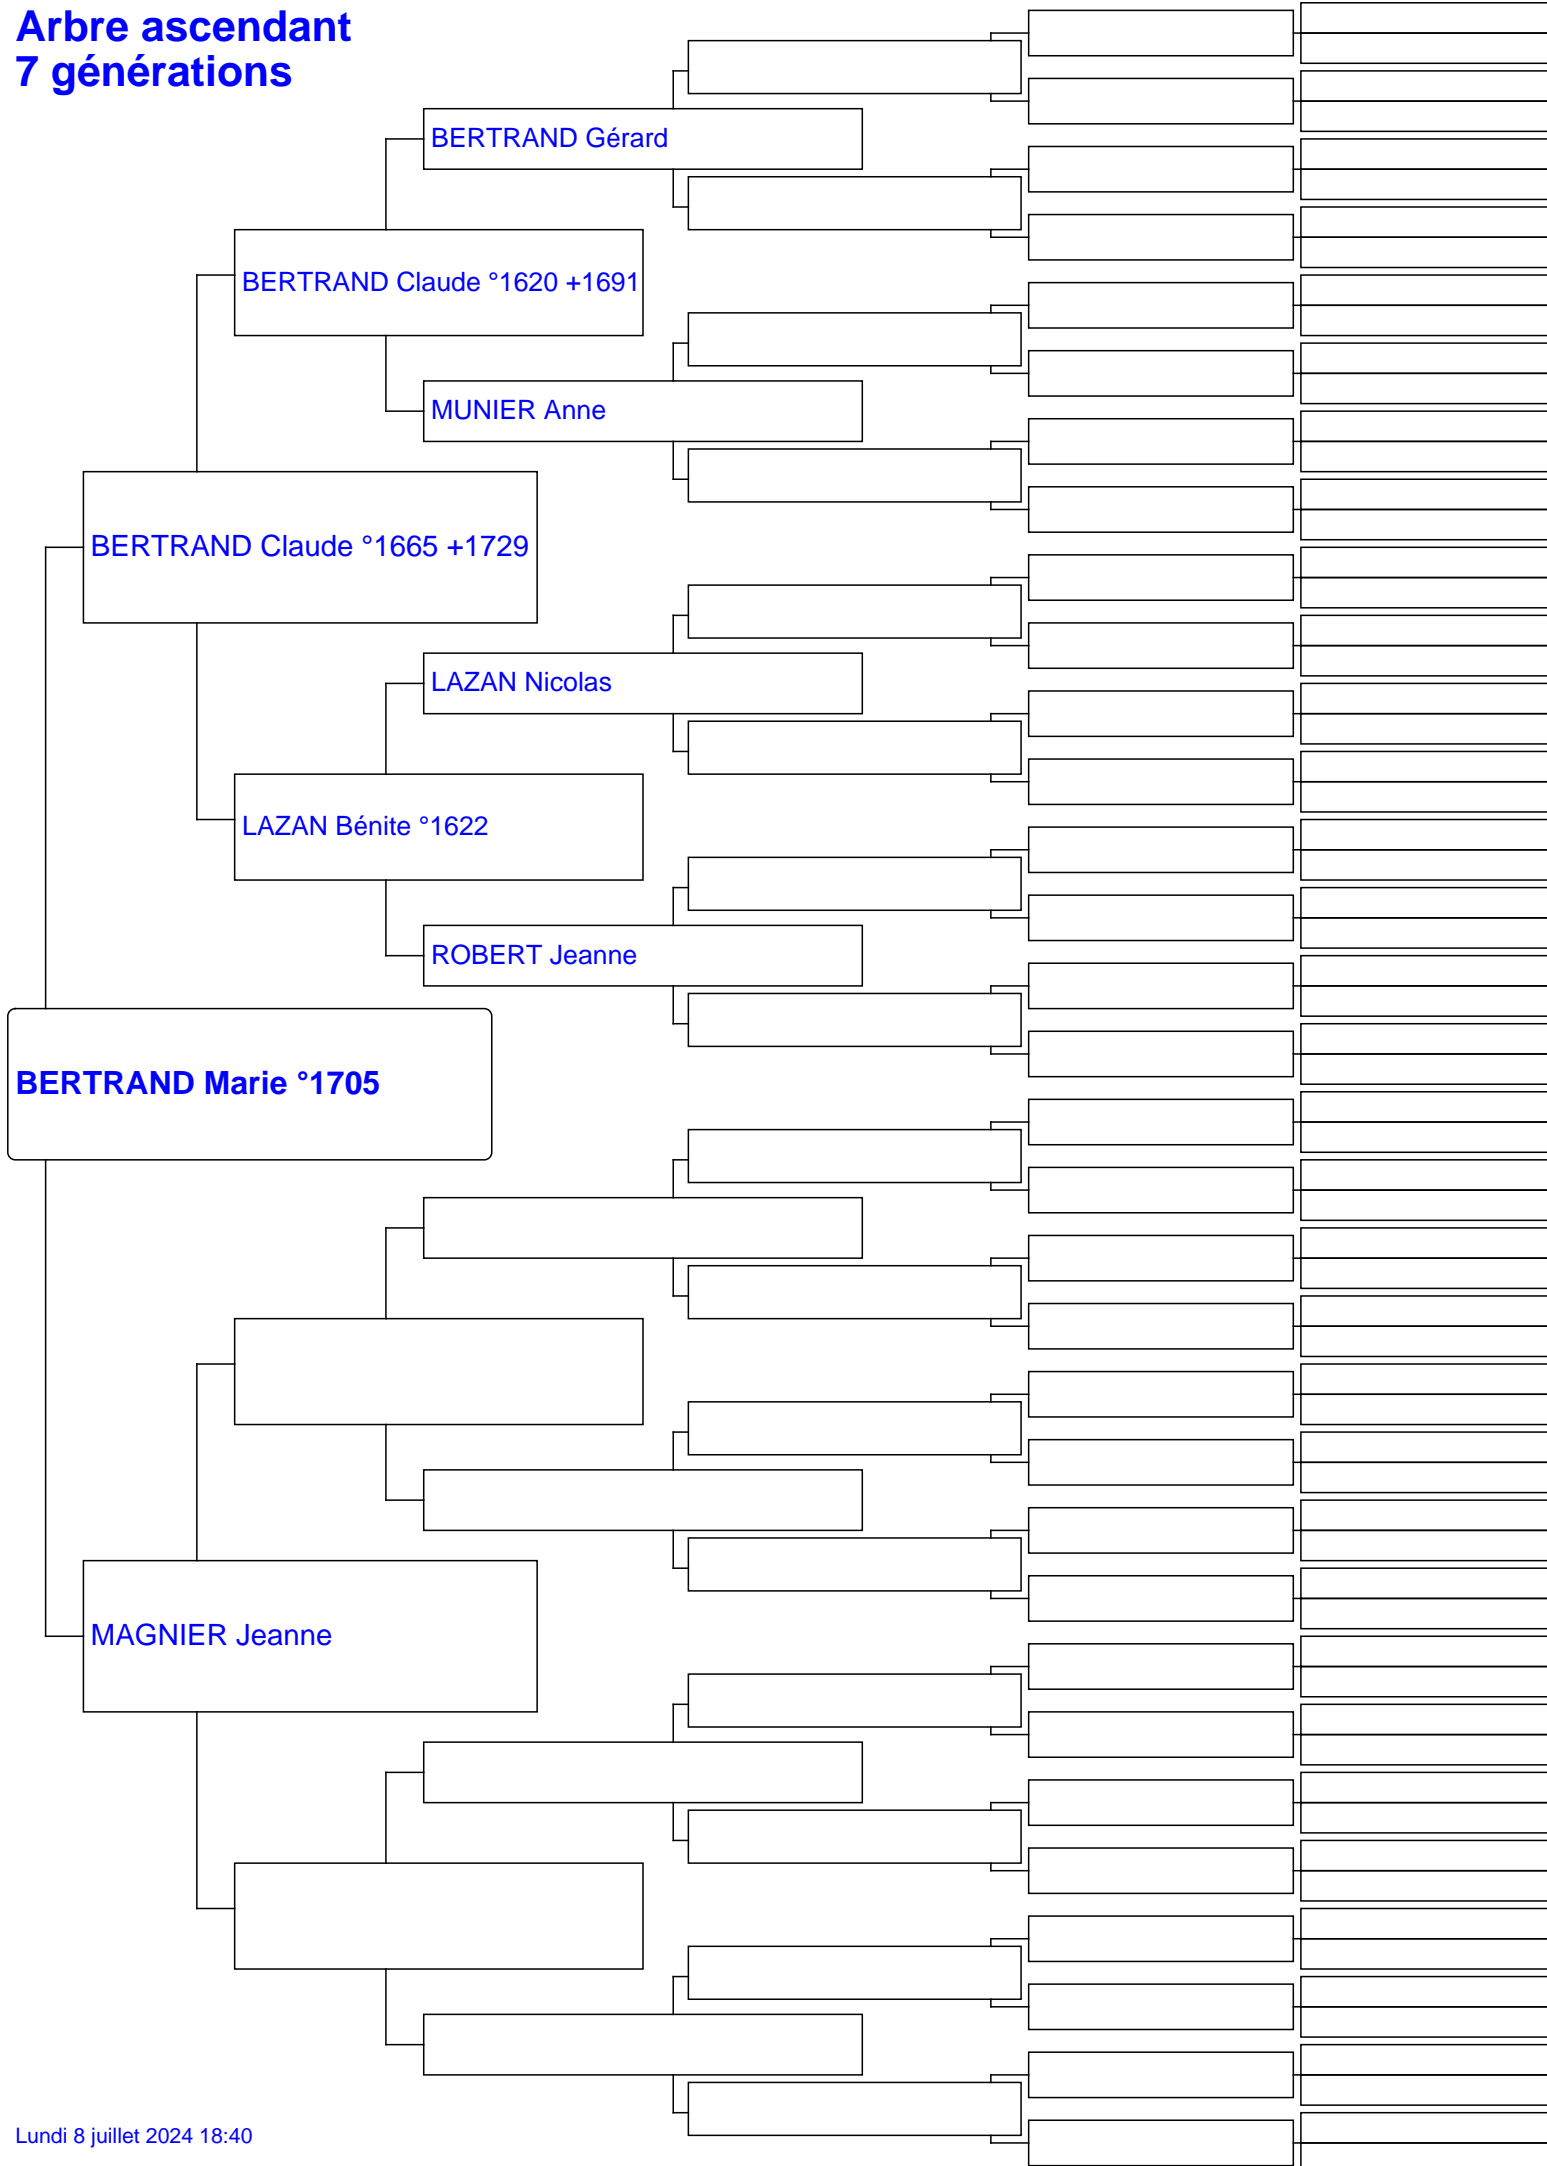 Arbre ascendant
7 générations
BERTRAND Gérard
BERTRAND Claude °1620 +1691
MUNIER Anne
BERTRAND Claude °1665 +1729
LAZAN Nicolas
LAZAN Bénite °1622
ROBERT Jeanne
BERTRAND Marie °1705
MAGNIER Jeanne
Lundi 8 juillet 2024 18:40